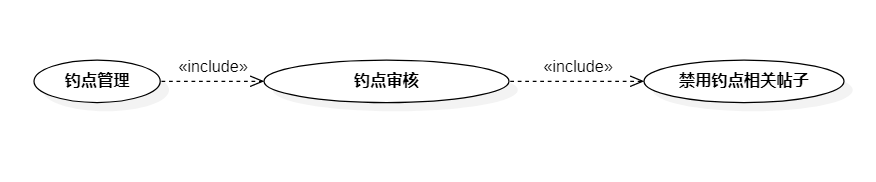 «include»
«include»
钓点管理
钓点审核
禁用钓点相关帖子